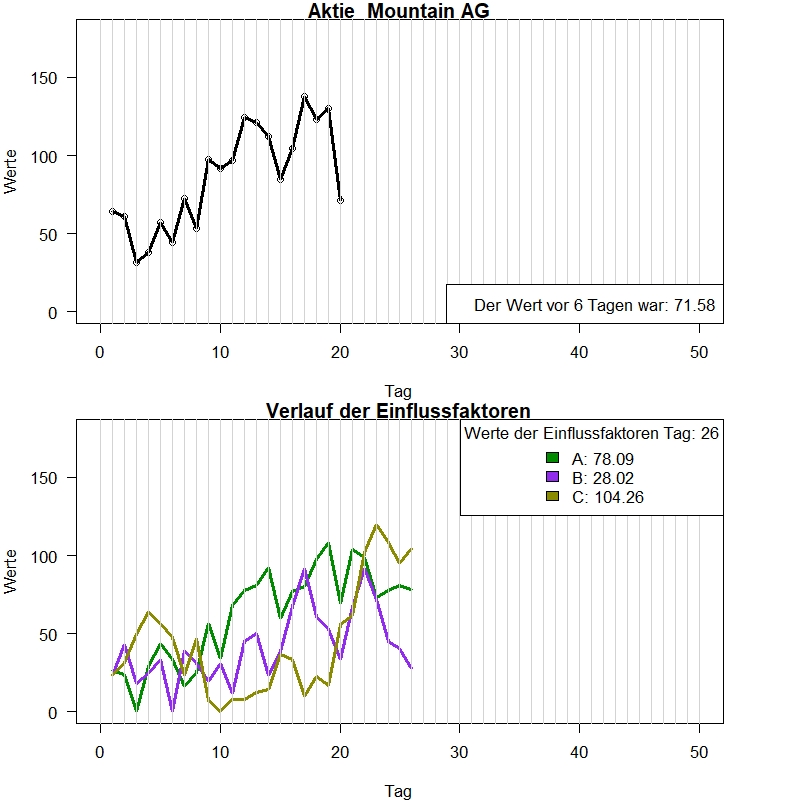 Aktie  Mountain AG
Werte
150
100
50
0
Der Wert vor 6 Tagen war: 71.58
0 10 20 30 40 50
Tag
Verlauf der Einflussfaktoren
Werte der Einflussfaktoren Tag: 26
A: 78.09
B: 28.02
C: 104.26
Werte
150
100
50
0
0 10 20 30 40 50
Tag